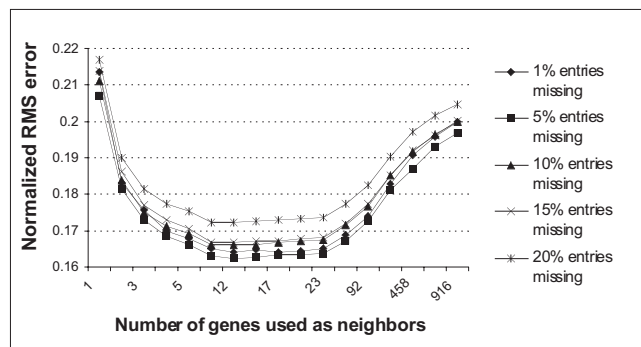 Normalized RMS error
0.22
0.21
0.2
0.19
0.18
0.17
0.16
1
3
5
12
17
23
92
458
916
Number of genes used as neighbors
1% entries
missing
5% entries
missing
10% entries
missing
15% entries
missing
20% entries
missing